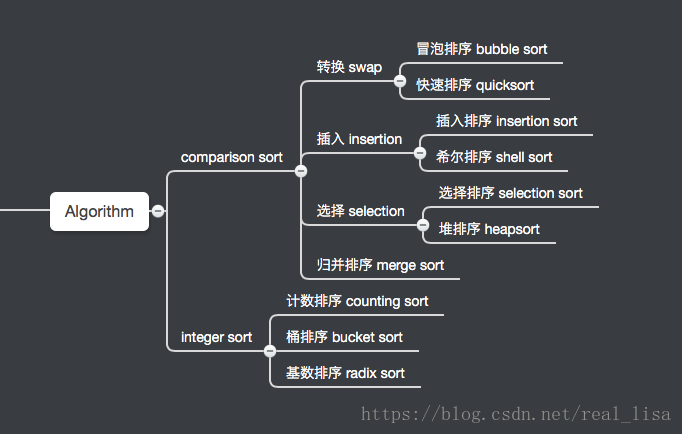 Algorithm
comparison sort
转换 swap
冒泡排序 bubble sort
快速排序 quicksort
插入 insertion
插入排序 insertion sort
希尔排序 shell sort
选择 selection
选择排序 selection sort
堆排序 heapsort
归并排序 merge sort
integer sort
计数排序 counting sort
桶排序 bucket sort
基数排序 radix sort
https://blog.csdn.net/real_lisa